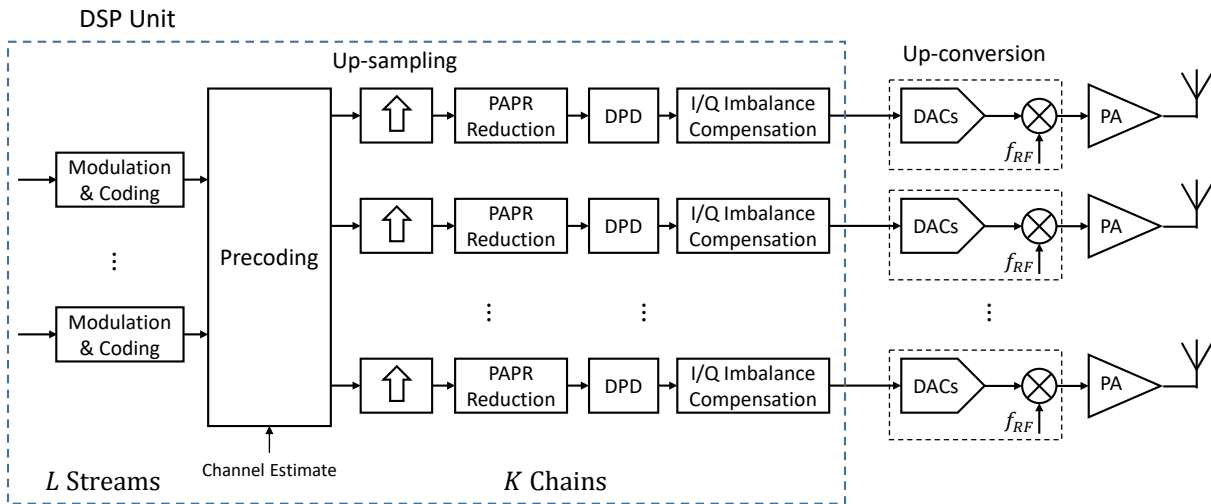 DSP Unit
Up-sampling
Up-conversion
Modulation
& Coding
⋮
Modulation
& Coding
L Streams
Precoding
Channel Estimate
PAPR
Reduction
DPD
I/Q Imbalance
Compensation
DACs
f_RF
PA
PAPR
Reduction
DPD
I/Q Imbalance
Compensation
DACs
f_RF
PA
⋮
⋮
⋮
PAPR
Reduction
DPD
I/Q Imbalance
Compensation
DACs
f_RF
PA
K Chains